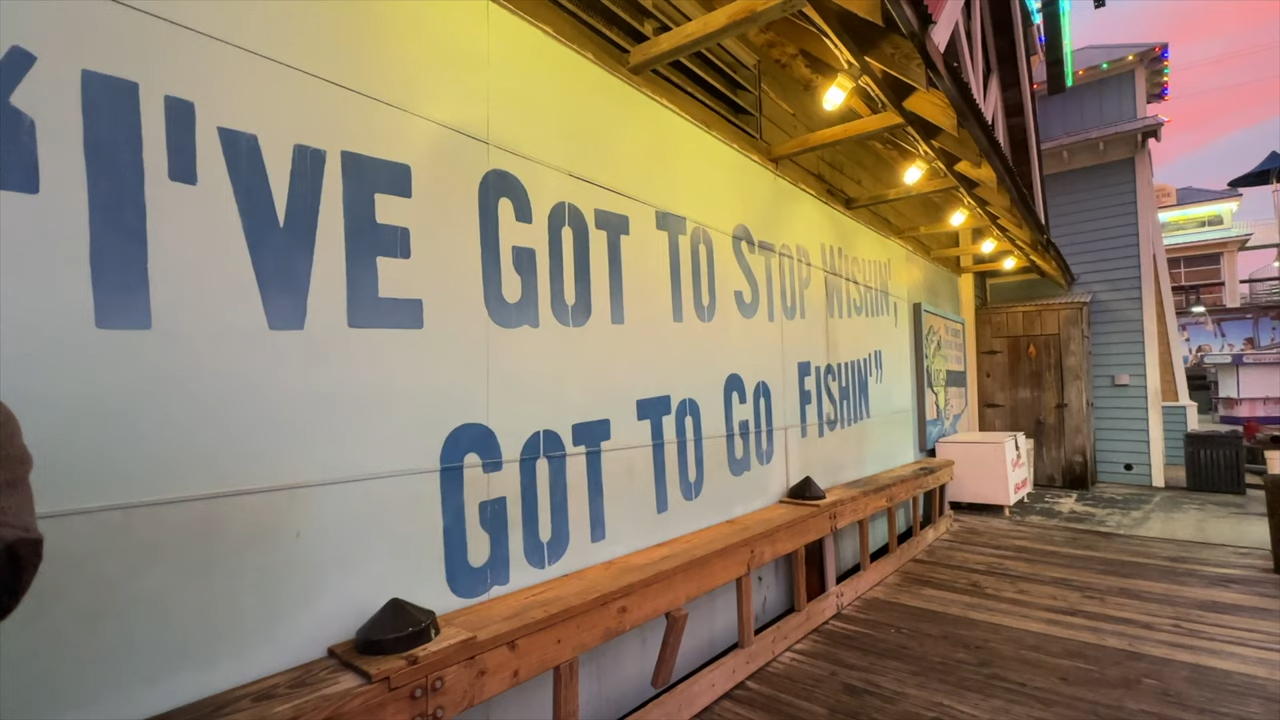 “I'VE GOT TO STOP WISHIN',
GOT TO GO FISHIN'”